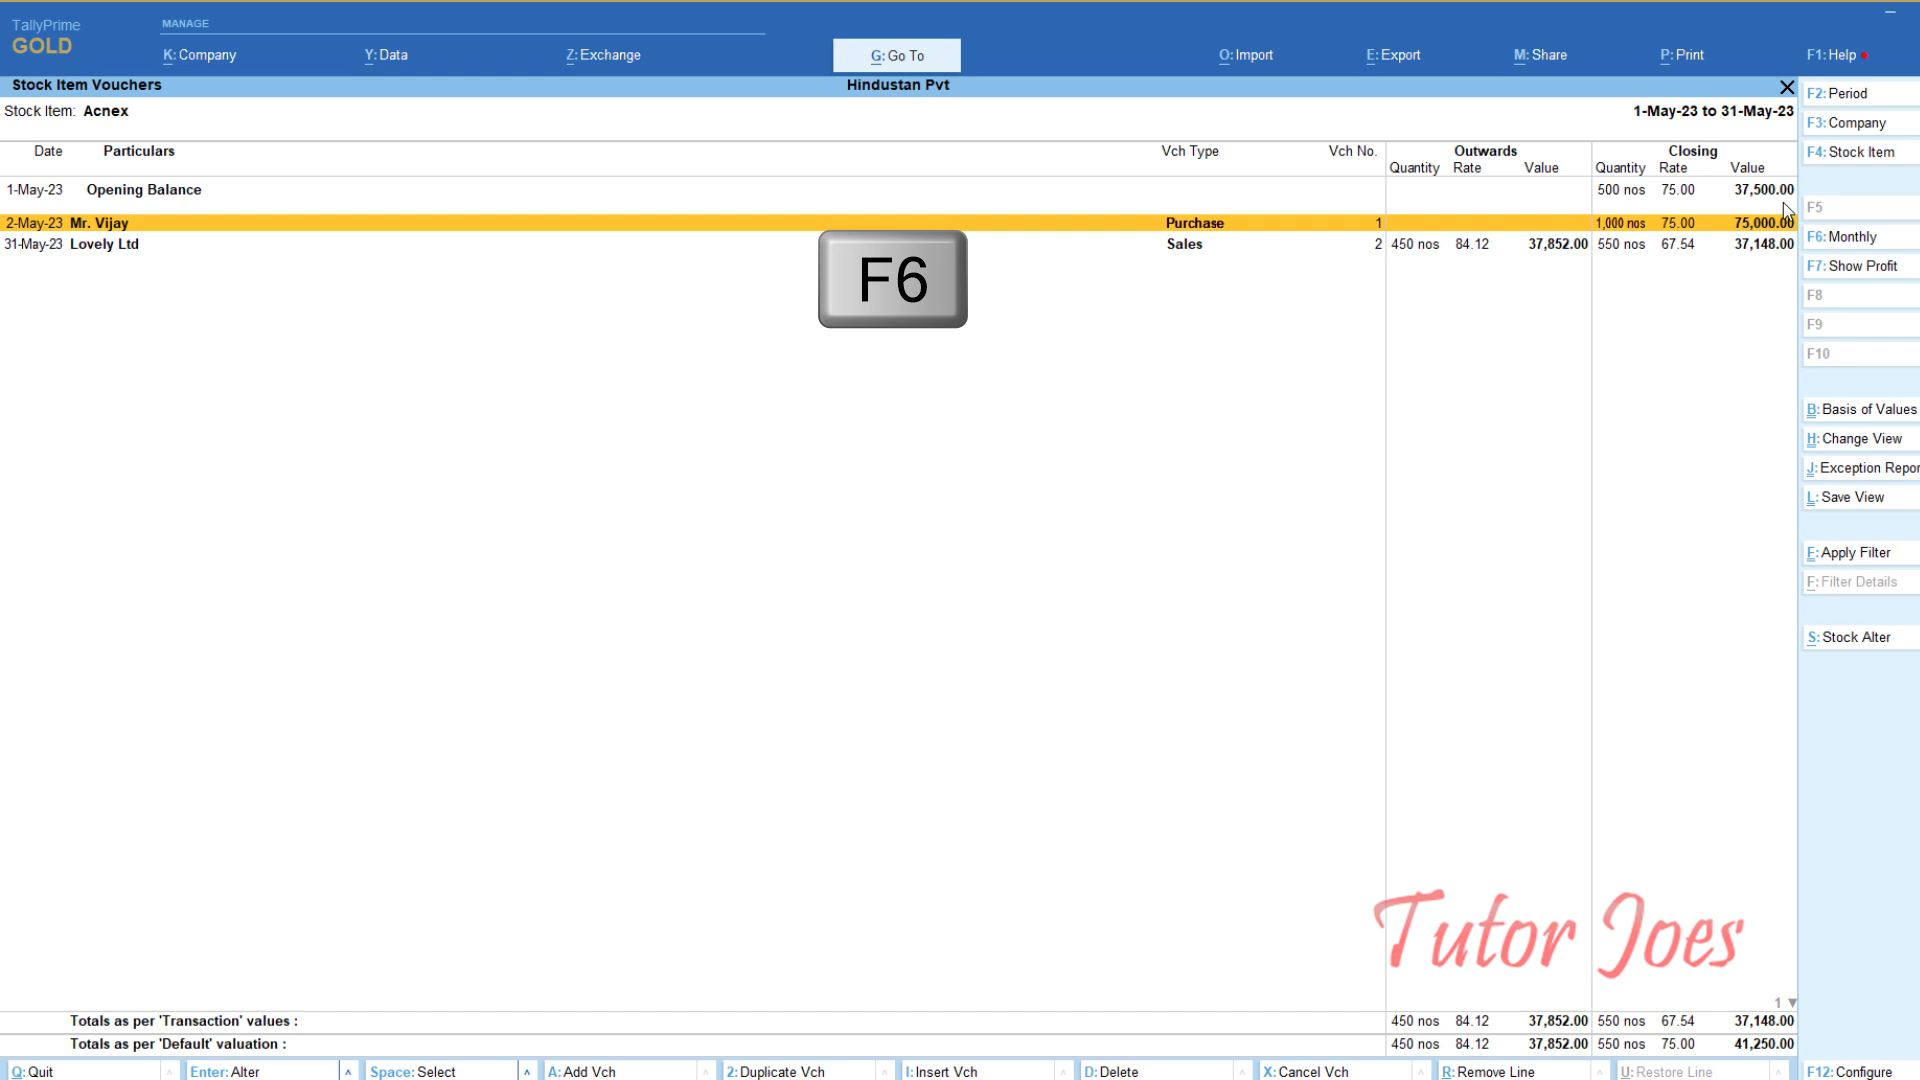 TallyPrime
GOLD
MANAGE
K: Company
Y: Data
Z: Exchange
G: Go To
O: Import
E: Export
M: Share
P: Print
F1: Help
Stock Item Vouchers
Hindustan Pvt
Stock Item: Acnex
1-May-23 to 31-May-23
Date Particulars Vch Type Vch No. Outwards Closing
Quantity Rate Value Quantity Rate Value
1-May-23 Opening Balance 500 nos 75.00 37,500.00
2-May-23 Mr. Vijay Purchase 1 1,000 nos 75.00 75,000.00
31-May-23 Lovely Ltd Sales 2 450 nos 84.12 37,852.00 550 nos 67.54 37,148.00
F6
Tutor Joes
1
Totals as per 'Transaction' values : 450 nos 84.12 37,852.00 550 nos 67.54 37,148.00
Totals as per 'Default' valuation : 450 nos 84.12 37,852.00 550 nos 75.00 41,250.00
F2: Period
F3: Company
F4: Stock Item
F5
F6: Monthly
F7: Show Profit
F8
F9
F10
B: Basis of Values
H: Change View
J: Exception Repor
L: Save View
F: Apply Filter
F: Filter Details
S: Stock Alter
Q: Quit
Enter: Alter
Space: Select
A: Add Vch
2: Duplicate Vch
I: Insert Vch
D: Delete
X: Cancel Vch
R: Remove Line
U: Restore Line
F12: Configure